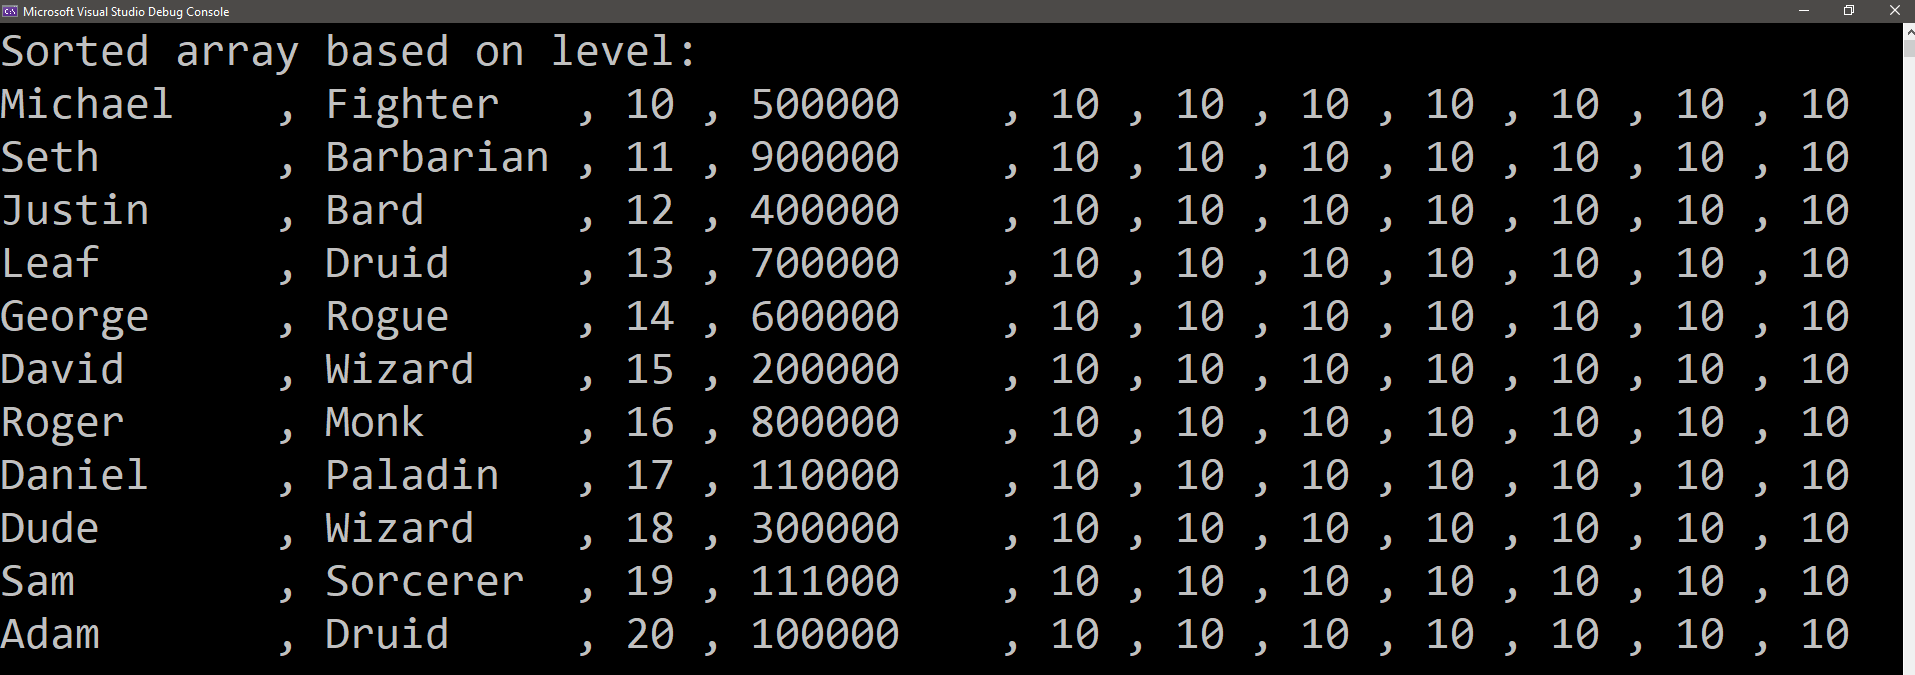 Microsoft Visual Studio Debug Console
Sorted array based on level:
Michael    , Fighter   , 10 , 500000    , 10 , 10 , 10 , 10 , 10 , 10 , 10
Seth       , Barbarian , 11 , 900000    , 10 , 10 , 10 , 10 , 10 , 10 , 10
Justin     , Bard      , 12 , 400000    , 10 , 10 , 10 , 10 , 10 , 10 , 10
Leaf       , Druid     , 13 , 700000    , 10 , 10 , 10 , 10 , 10 , 10 , 10
George     , Rogue     , 14 , 600000    , 10 , 10 , 10 , 10 , 10 , 10 , 10
David      , Wizard    , 15 , 200000    , 10 , 10 , 10 , 10 , 10 , 10 , 10
Roger      , Monk      , 16 , 800000    , 10 , 10 , 10 , 10 , 10 , 10 , 10
Daniel     , Paladin   , 17 , 110000    , 10 , 10 , 10 , 10 , 10 , 10 , 10
Dude       , Wizard    , 18 , 300000    , 10 , 10 , 10 , 10 , 10 , 10 , 10
Sam        , Sorcerer  , 19 , 111000    , 10 , 10 , 10 , 10 , 10 , 10 , 10
Adam       , Druid     , 20 , 100000    , 10 , 10 , 10 , 10 , 10 , 10 , 10